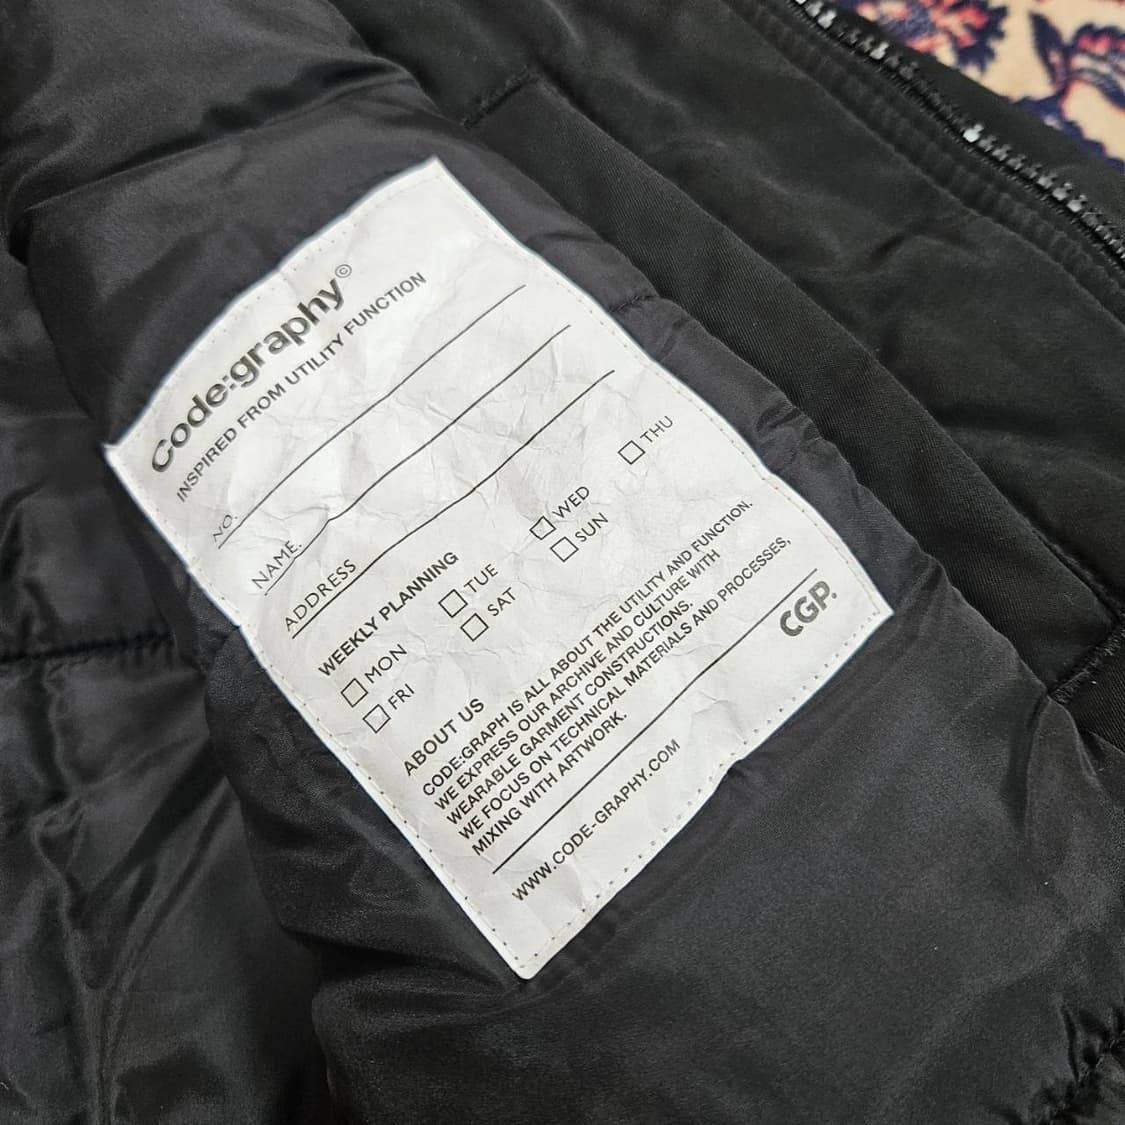 Code:graphy©
INSPIRED FROM UTILITY FUNCTION
NO.
NAME.
ADDRESS
WEEKLY PLANNING
MON TUE WED THU
FRI SAT SUN
ABOUT US
CODE:GRAPH IS ALL ABOUT THE UTILITY AND FUNCTION.
WE EXPRESS OUR ARCHIVE AND CULTURE WITH
WEARABLE GARMENT CONSTRUCTIONS.
WE FOCUS ON TECHNICAL MATERIALS AND PROCESSES,
MIXING WITH ARTWORK.
WWW.CODE-GRAPHY.COM
CGP.